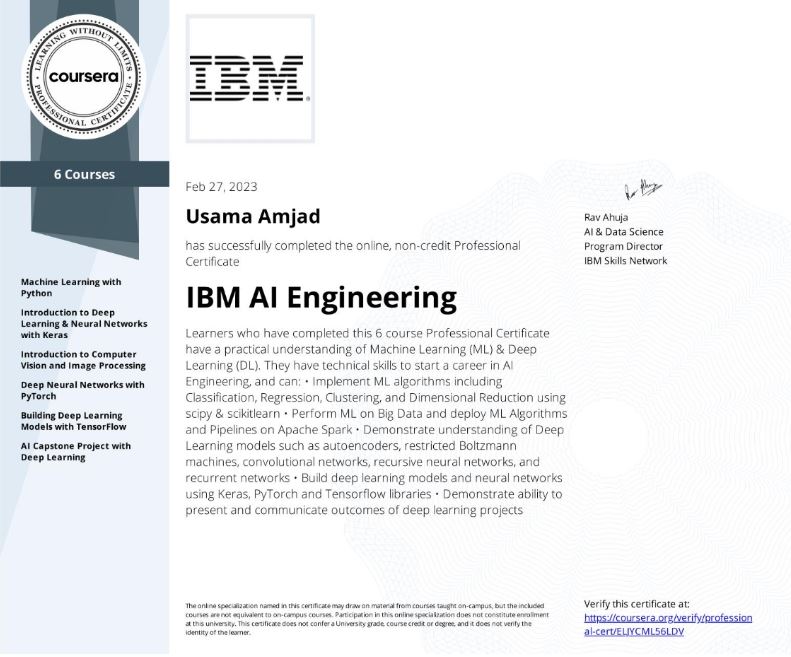 LEARNING WITHOUT LIMITS
coursera
PROFESSIONAL CERTIFICATE
6 Courses
Machine Learning with
Python
Introduction to Deep
Learning & Neural Networks
with Keras
Introduction to Computer
Vision and Image Processing
Deep Neural Networks with
PyTorch
Building Deep Learning
Models with TensorFlow
AI Capstone Project with
Deep Learning
IBM®
Feb 27, 2023
Usama Amjad
has successfully completed the online, non-credit Professional
Certificate
IBM AI Engineering
Learners who have completed this 6 course Professional Certificate
have a practical understanding of Machine Learning (ML) & Deep
Learning (DL). They have technical skills to start a career in AI
Engineering, and can: • Implement ML algorithms including
Classification, Regression, Clustering, and Dimensional Reduction using
scipy & scikitlearn • Perform ML on Big Data and deploy ML Algorithms
and Pipelines on Apache Spark • Demonstrate understanding of Deep
Learning models such as autoencoders, restricted Boltzmann
machines, convolutional networks, recursive neural networks, and
recurrent networks • Build deep learning models and neural networks
using Keras, PyTorch and Tensorflow libraries • Demonstrate ability to
present and communicate outcomes of deep learning projects
Rav Ahuja
AI & Data Science
Program Director
IBM Skills Network
The online specialization named in this certificate may draw on material from courses taught on-campus, but the included
courses are not equivalent to on-campus courses. Participation in this online specialization does not constitute enrollment
at this university. This certificate does not confer a University grade, course credit or degree, and it does not verify the
identity of the learner.
Verify this certificate at:
https://coursera.org/verify/profession
al-cert/ELJYCML56LDV